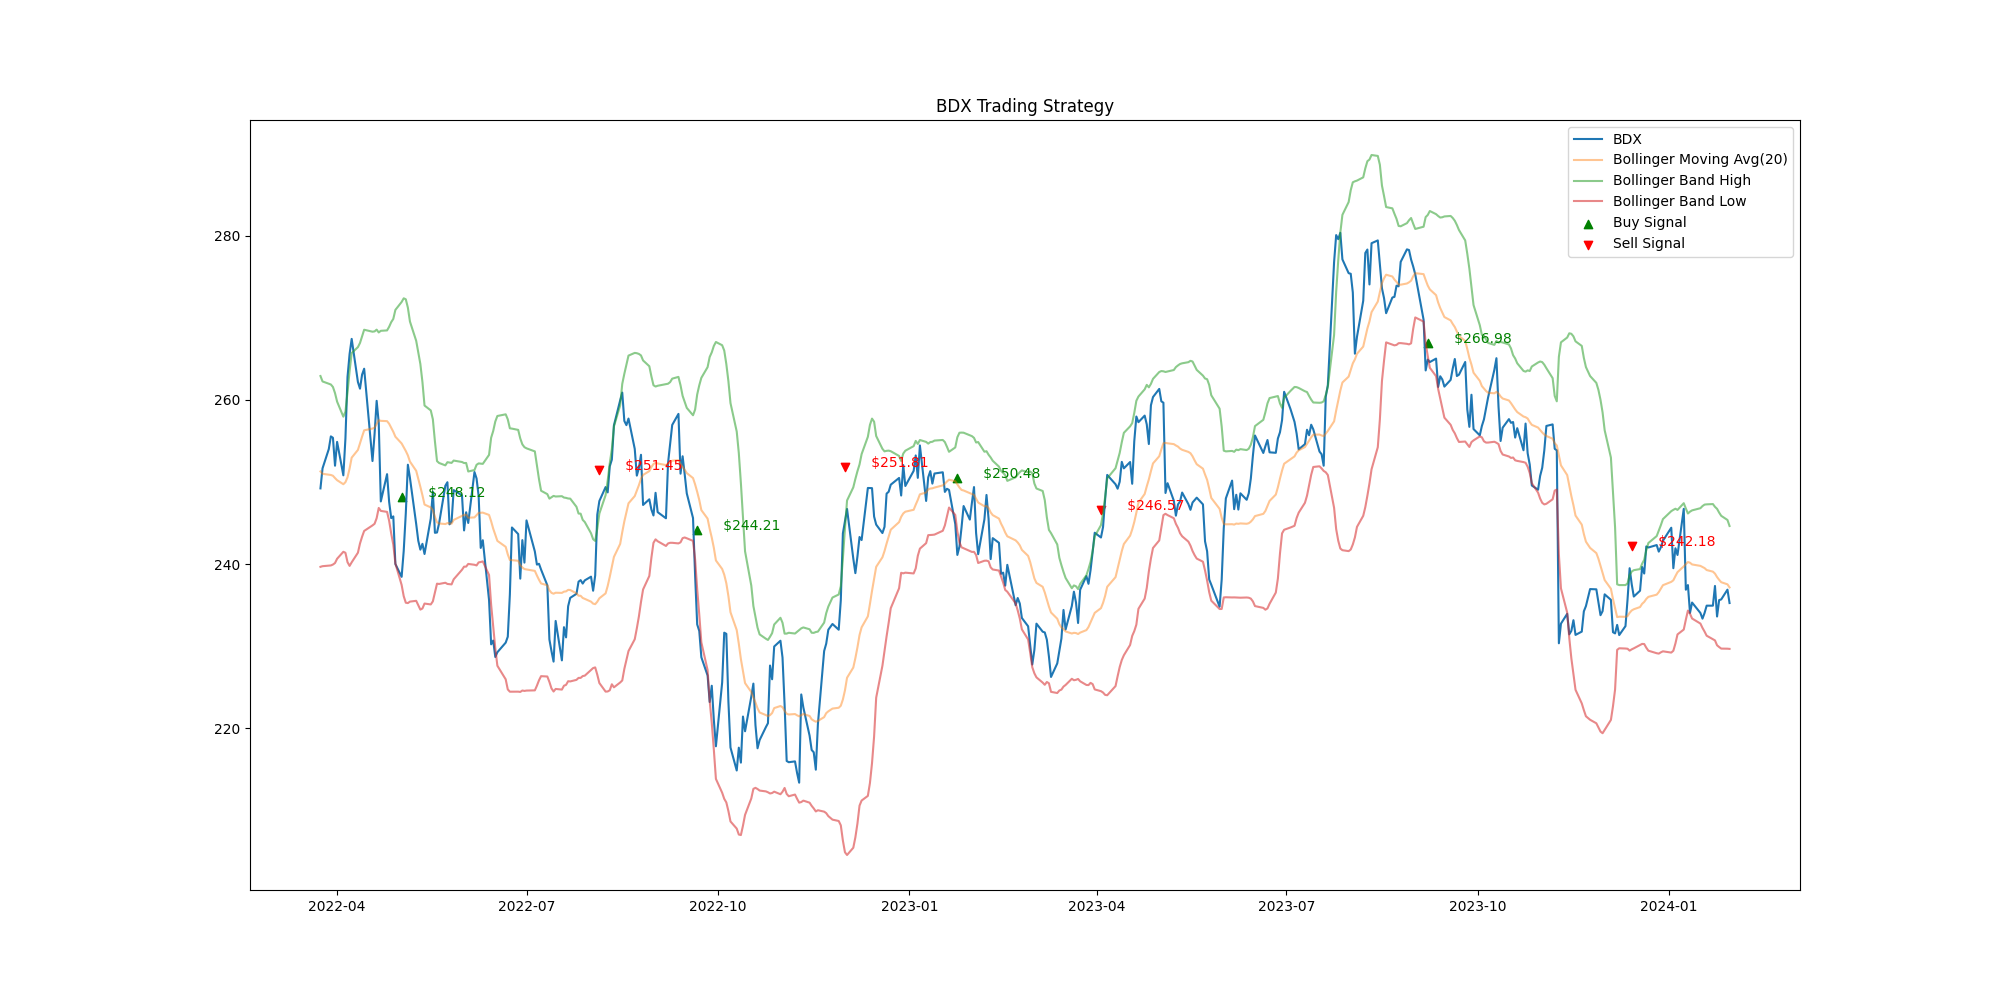 BDX Trading Strategy
BDX
Bollinger Moving Avg(20)
Bollinger Band High
Bollinger Band Low
Buy Signal
Sell Signal
280
260
240
220
$248.12
$251.45
$244.21
$251.81
$250.48
$246.57
$266.98
$242.18
2022-04
2022-07
2022-10
2023-01
2023-04
2023-07
2023-10
2024-01